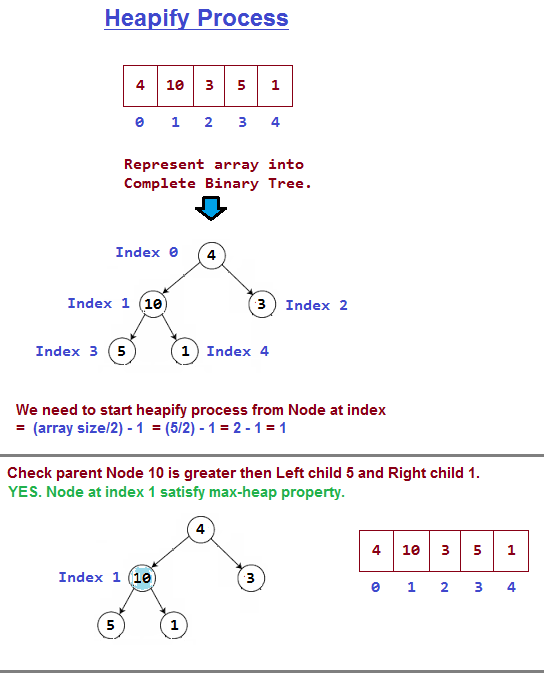 Heapify Process
4 10 3 5 1
0 1 2 3 4
Represent array into
Complete Binary Tree.
Index 0 4
Index 1 10 3 Index 2
Index 3 5 1 Index 4
We need to start heapify process from Node at index
= (array size/2) - 1 = (5/2) - 1 = 2 - 1 = 1
Check parent Node 10 is greater then Left child 5 and Right child 1.
YES. Node at index 1 satisfy max-heap property.
4
Index 1 10 3
5 1
4 10 3 5 1
0 1 2 3 4